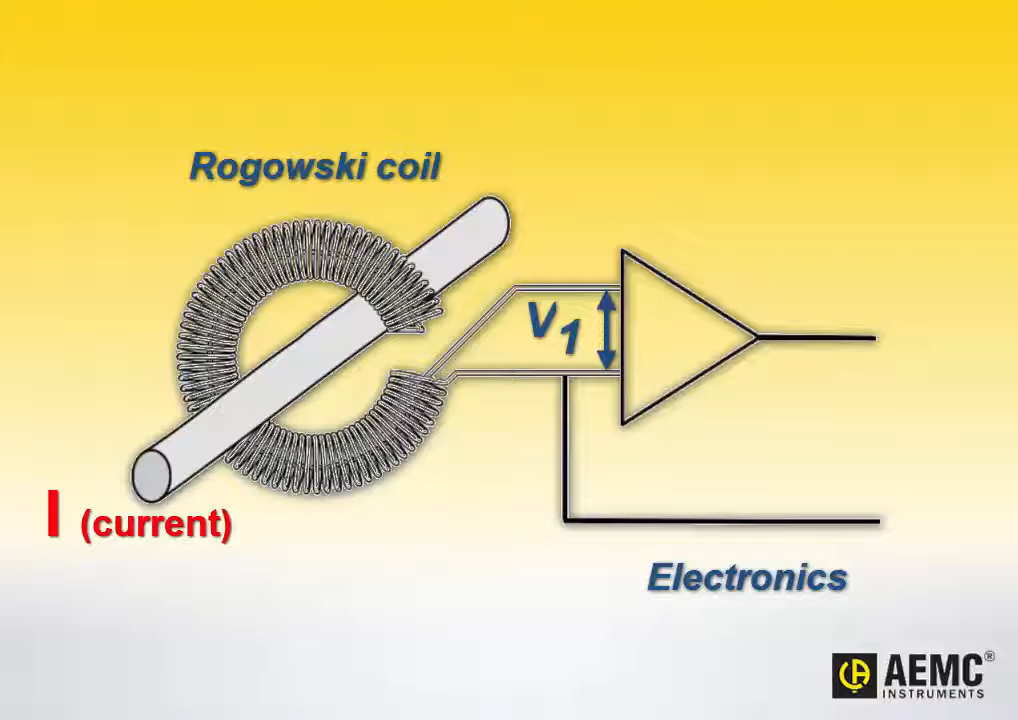 Rogowski coil
V1
I (current)
Electronics
AEMC®
INSTRUMENTS